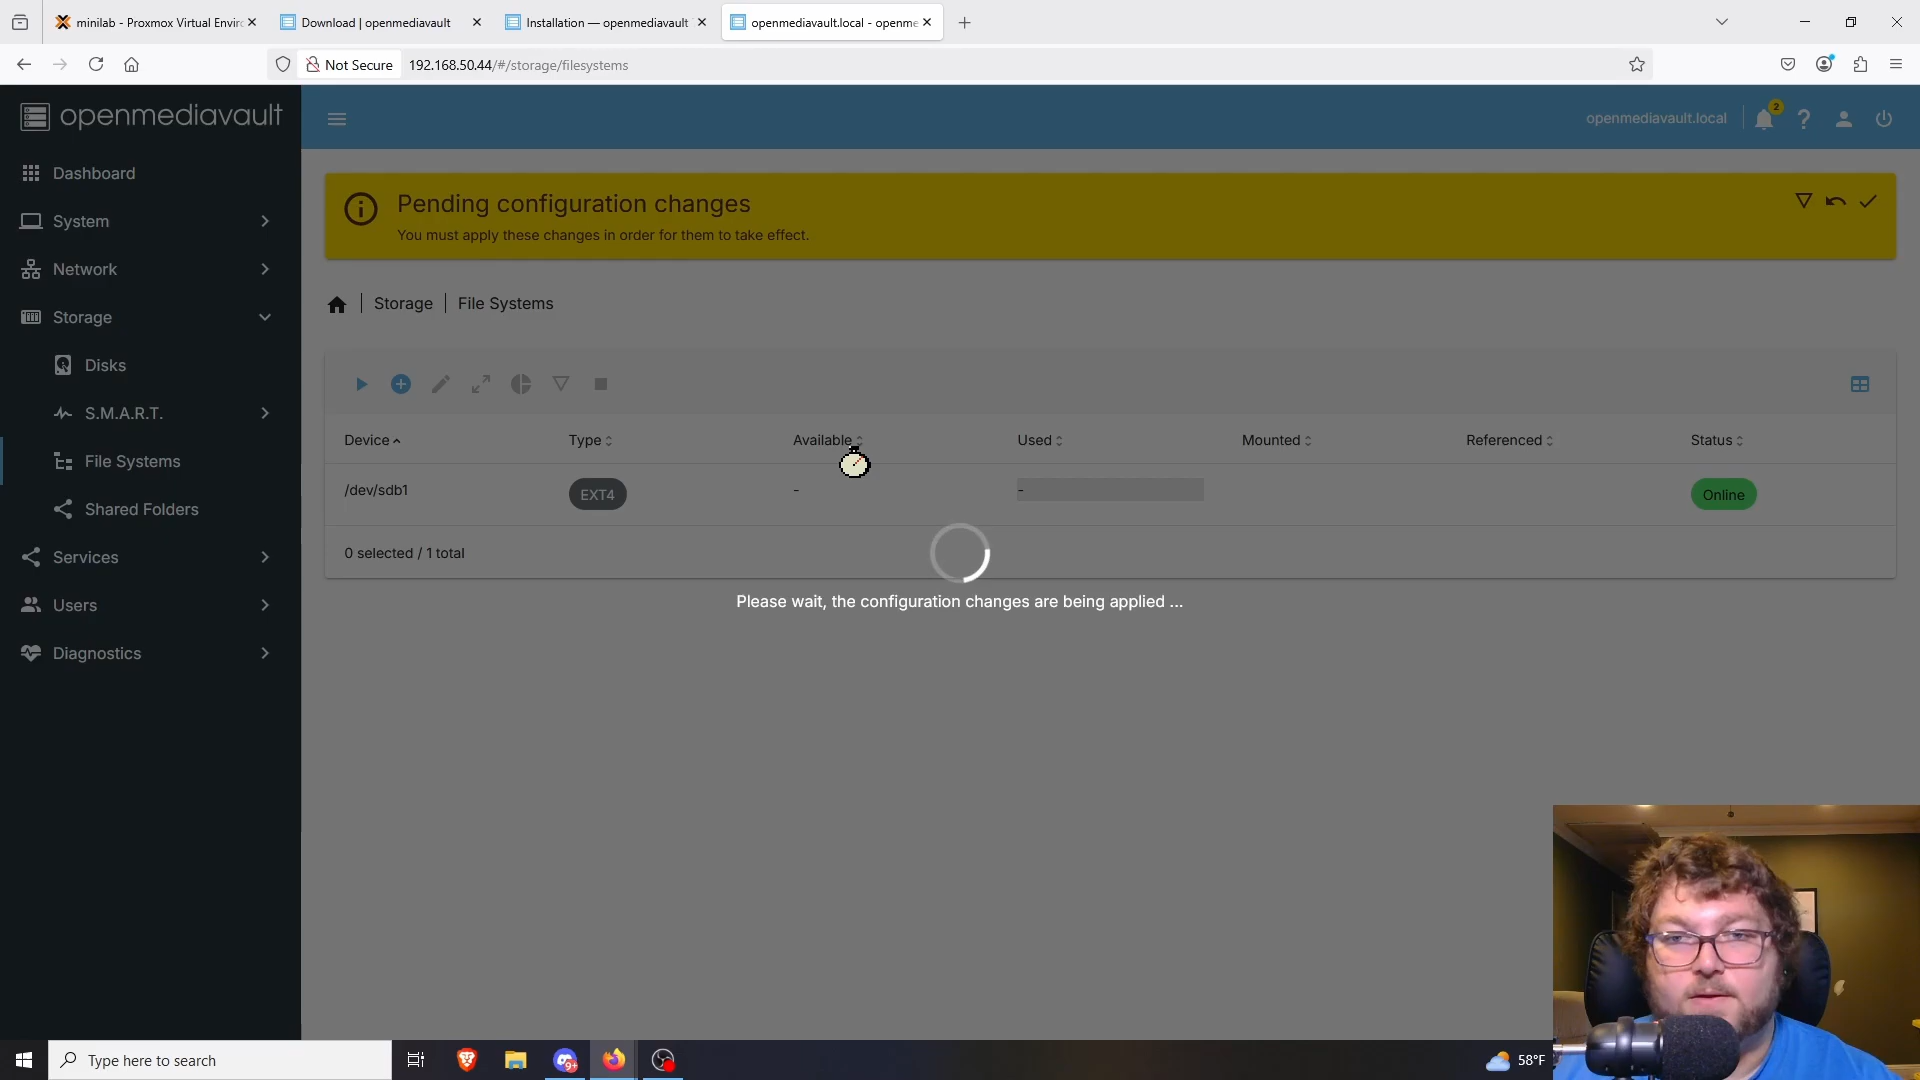 minilab - Proxmox Virtual Envir
Download | openmediavault
Installation — openmediavault
openmediavault.local - openme
Not Secure
192.168.50.44/#/storage/filesystems
openmediavault
openmediavault.local
2
Dashboard
System
Network
Storage
Disks
S.M.A.R.T.
File Systems
Shared Folders
Services
Users
Diagnostics
Pending configuration changes
You must apply these changes in order for them to take effect.
Storage
File Systems
Device
Type
Available
Used
Mounted
Referenced
Status
/dev/sdb1
EXT4
-
-
Online
0 selected / 1 total
Please wait, the configuration changes are being applied ...
Type here to search
9+
58°F